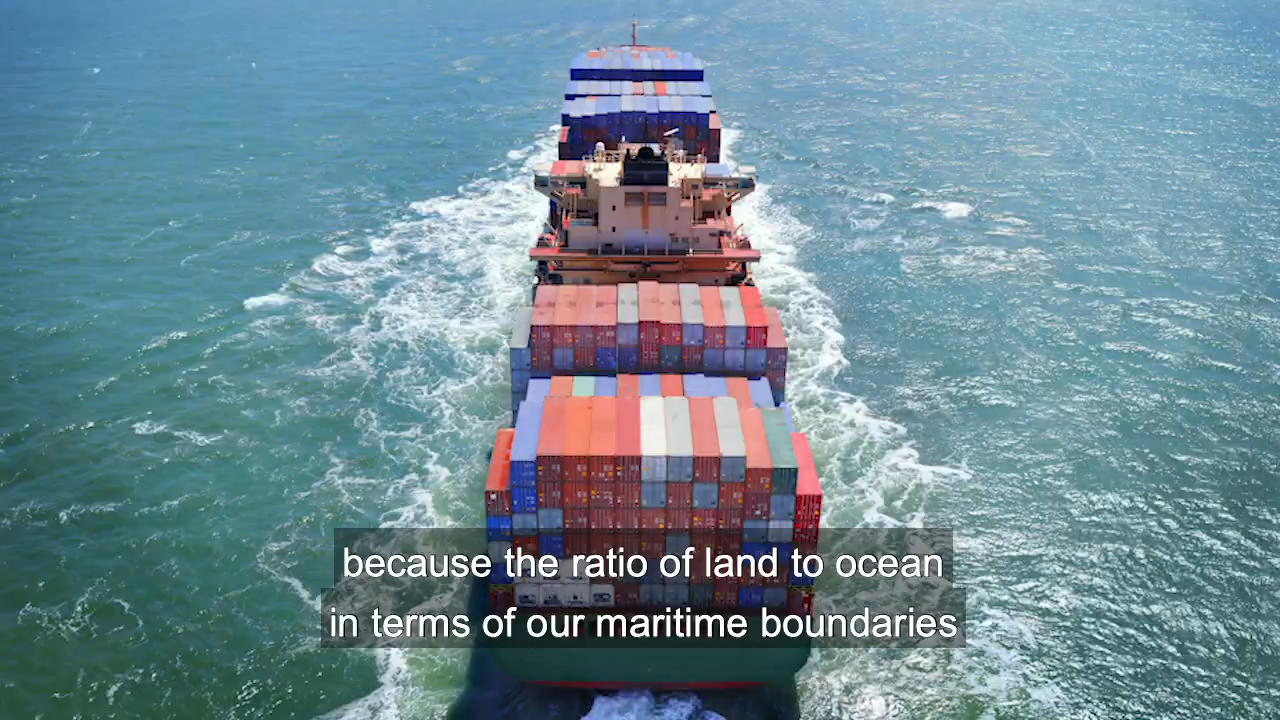 because the ratio of land to ocean
in terms of our maritime boundaries